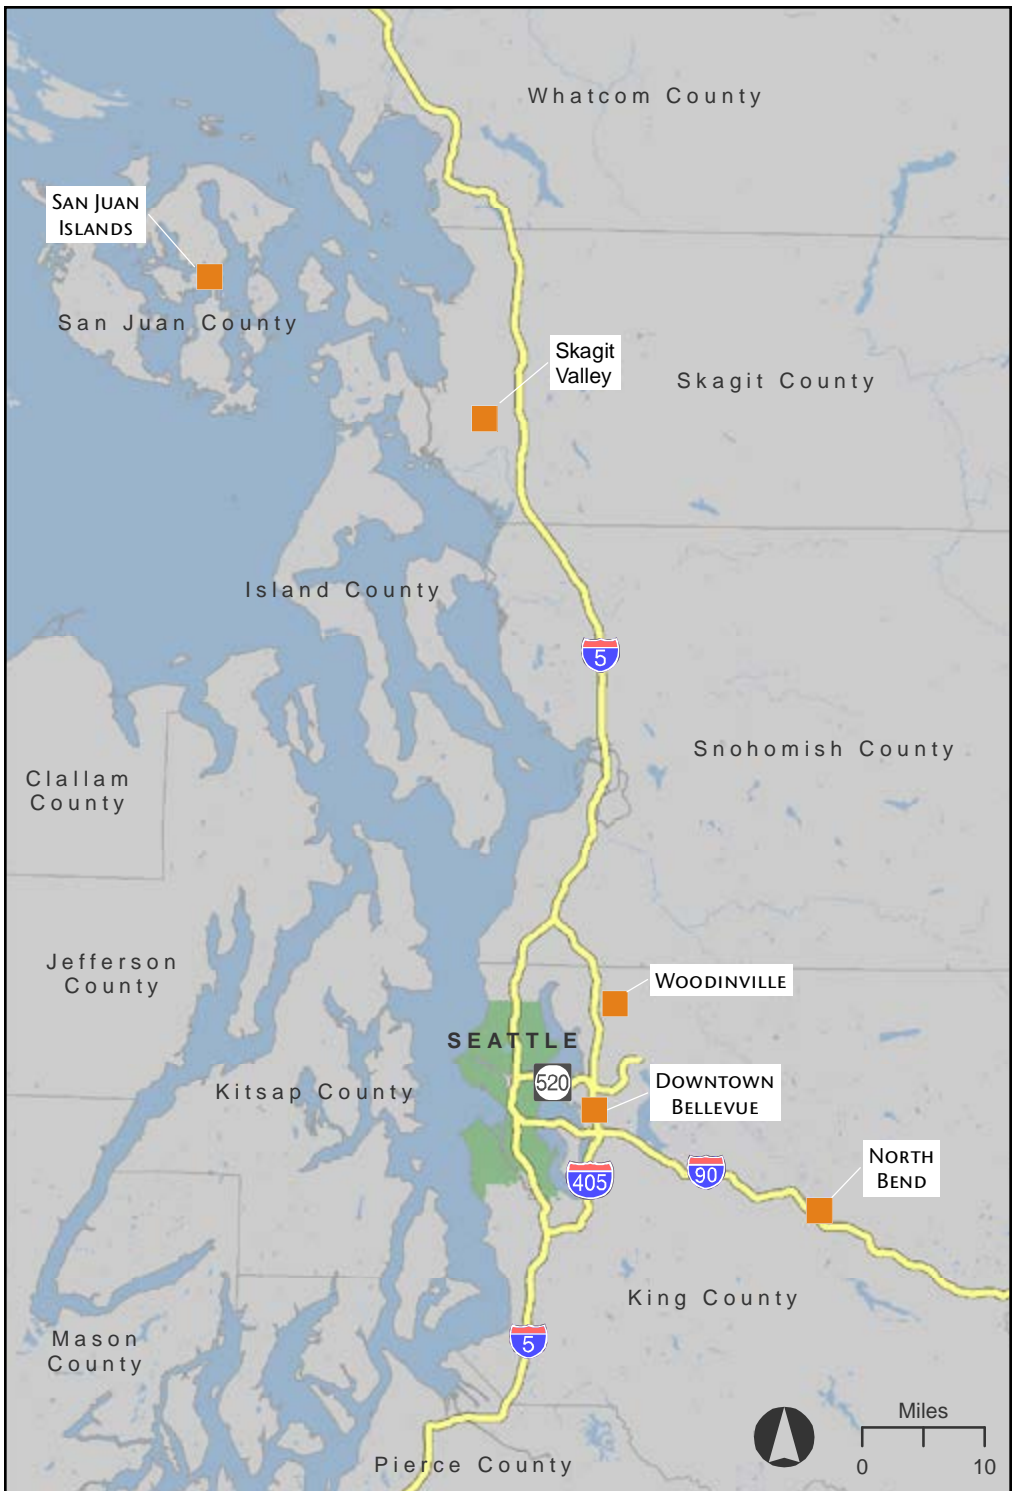 Whatcom County
SAN JUAN
ISLANDS
San Juan County
Skagit
Valley
Skagit County
Island County
5
Snohomish County
Clallam
County
Jefferson
County
WOODINVILLE
SEATTLE
520
DOWNTOWN
BELLEVUE
Kitsap County
405
90
NORTH
BEND
King County
5
Mason
County
Miles
0 10
Pierce County